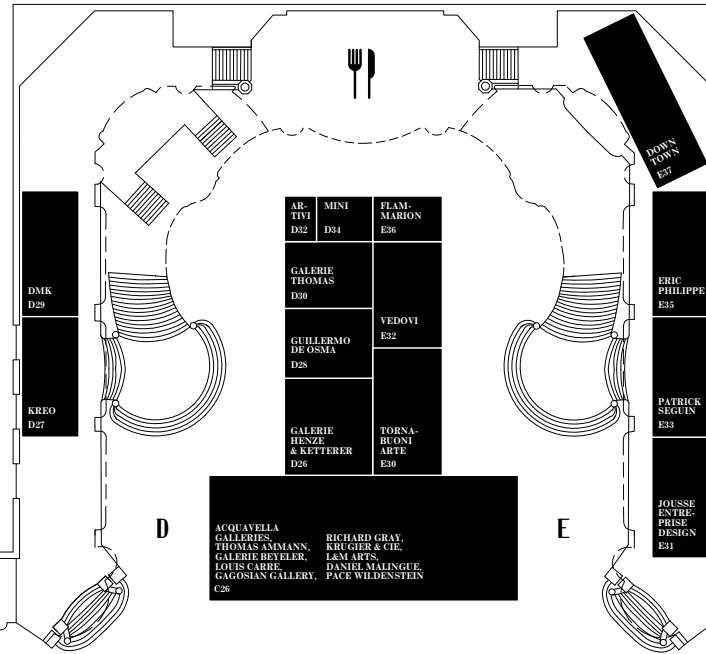 DOWN
TOWN
E37
AR-
TIVI
D32
MINI
D34
FLAM-
MARION
E36
GALERIE
THOMAS
D30
VEDOVI
E32
GUILLERMO
DE OSMA
D28
GALERIE
HENZE
& KETTERER
D26
TORNA-
BUONI
ARTE
E30
DMK
D29
KREO
D27
ERIC
PHILIPPE
E35
PATRICK
SEGUIN
E33
JOUSSE
ENTRE-
PRISE
DESIGN
E31
D
E
ACQUAVELLA
GALLERIES,
THOMAS AMMANN,
GALERIE BEYELER,
LOUIS CARRE,
GAGOSIAN GALLERY,
RICHARD GRAY,
KRUGIER & CIE,
L&M ARTS,
DANIEL MALINGUE,
PACE WILDENSTEIN
C26